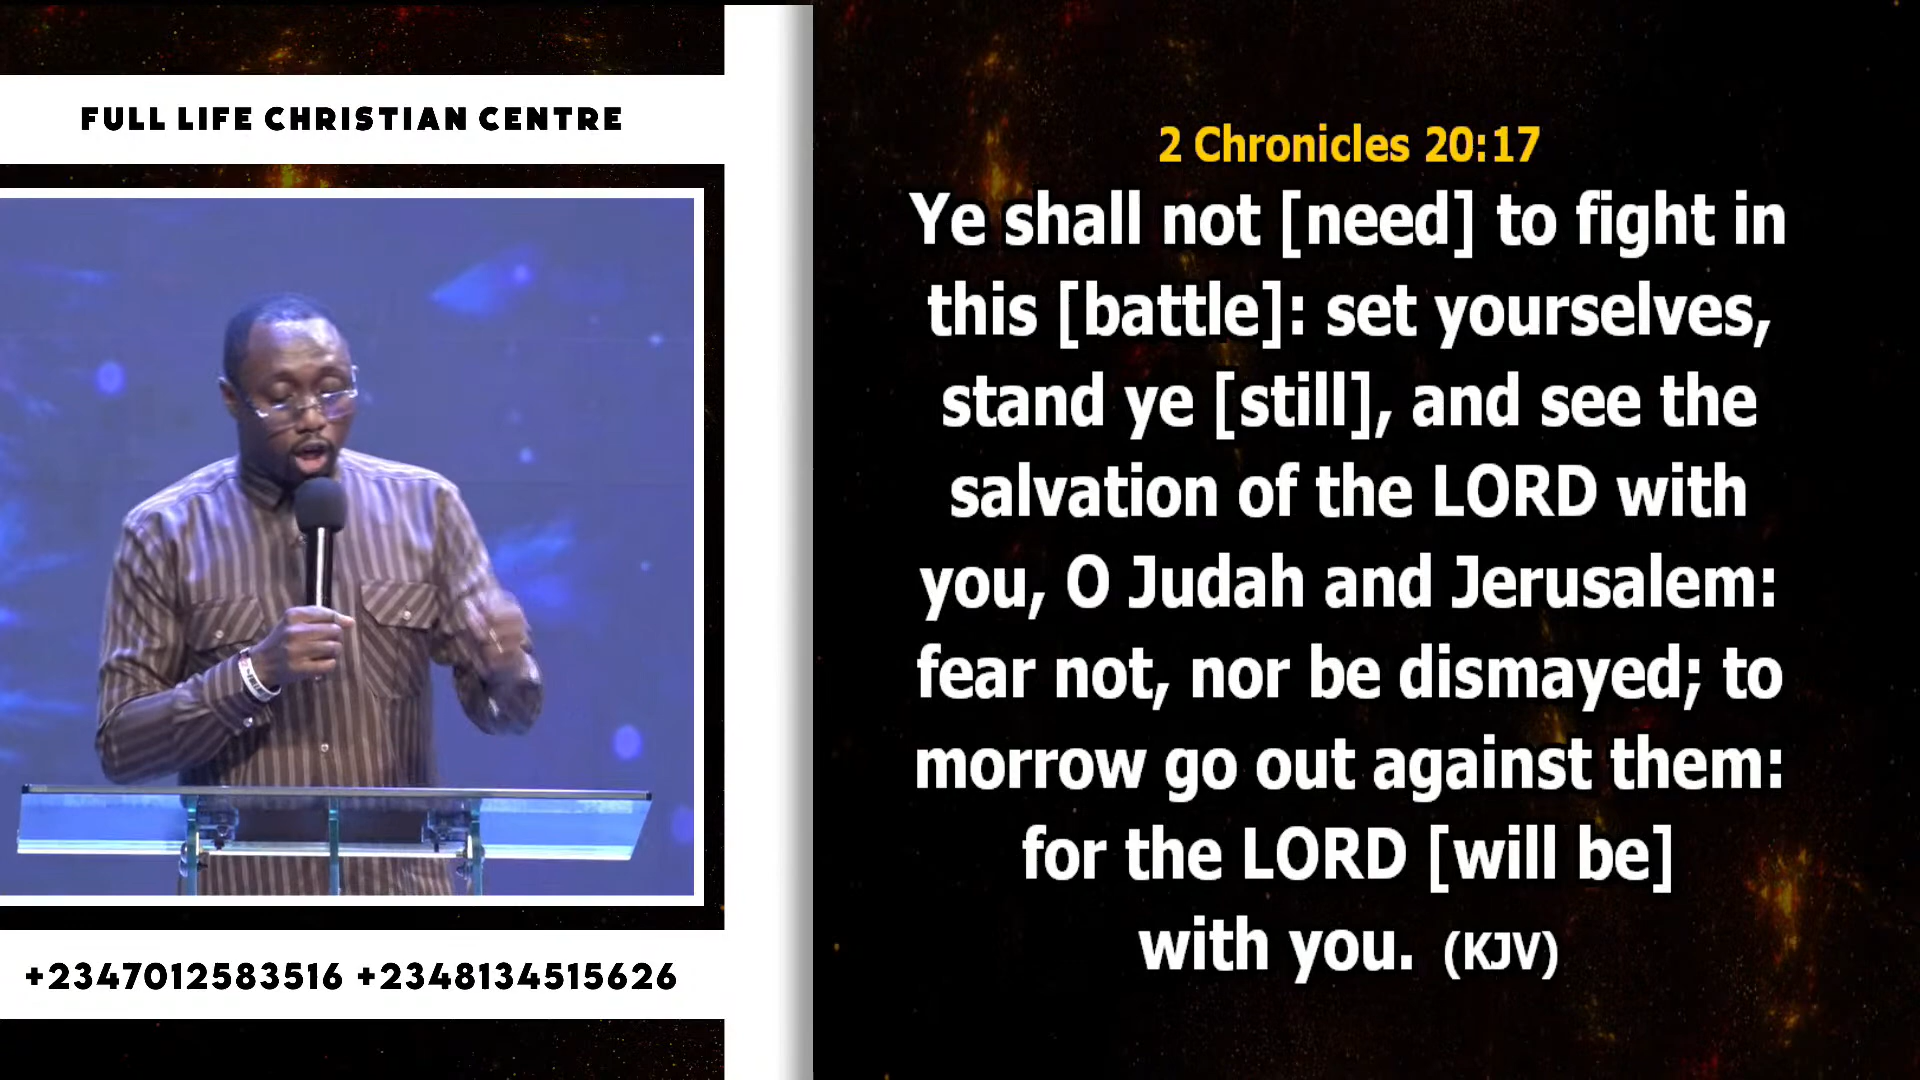 FULL LIFE CHRISTIAN CENTRE
+2347012583516 +2348134515626
2 Chronicles 20:17
Ye shall not [need] to fight in
this [battle]: set yourselves,
stand ye [still], and see the
salvation of the LORD with
you, O Judah and Jerusalem:
fear not, nor be dismayed; to
morrow go out against them:
for the LORD [will be]
with you. (KJV)